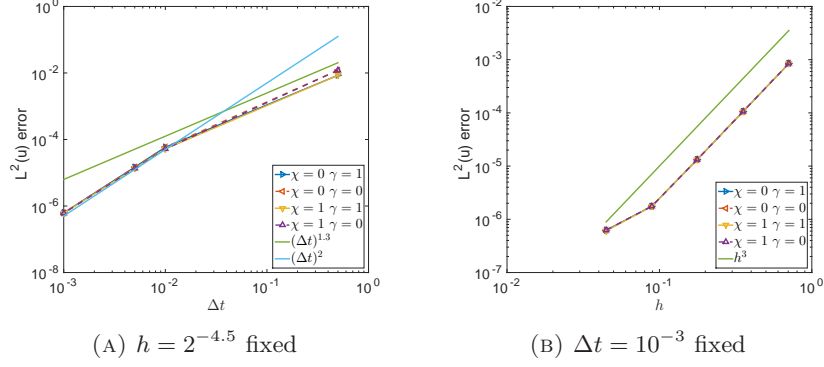 10^0
10^-2
10^-4
10^-6
10^-8
L^2(u) error
χ = 0 γ = 1
χ = 0 γ = 0
χ = 1 γ = 1
χ = 1 γ = 0
(Δt)^1.3
(Δt)^2
10^-3
10^-2
10^-1
10^0
Δt
(A) h = 2^-4.5 fixed
10^-2
10^-3
10^-4
10^-5
10^-6
10^-7
L^2(u) error
χ = 0 γ = 1
χ = 0 γ = 0
χ = 1 γ = 1
χ = 1 γ = 0
h^3
10^-2
10^-1
10^0
h
(B) Δt = 10^-3 fixed